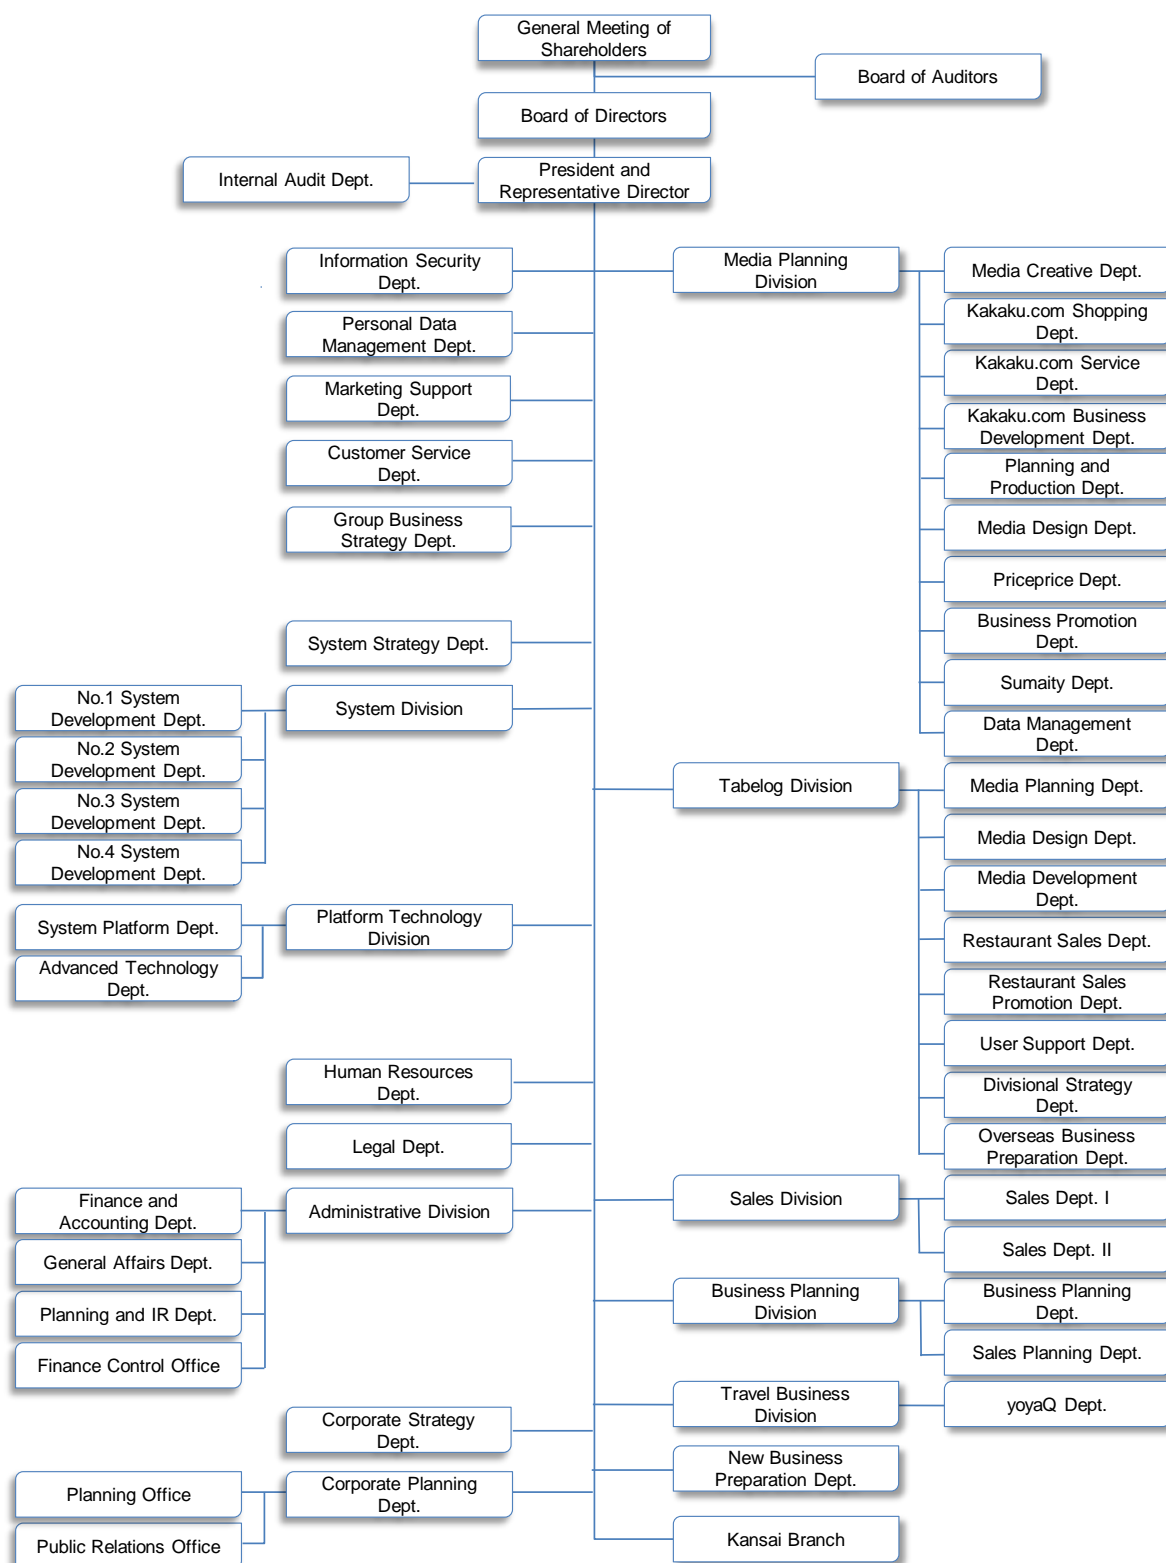 General Meeting of
Shareholders
Board of Auditors
Board of Directors
Internal Audit Dept.
President and
Representative Director
Information Security
Dept.
Personal Data
Management Dept.
Marketing Support
Dept.
Customer Service
Dept.
Group Business
Strategy Dept.
System Strategy Dept.
System Division
No.1 System
Development Dept.
No.2 System
Development Dept.
No.3 System
Development Dept.
No.4 System
Development Dept.
Platform Technology
Division
System Platform Dept.
Advanced Technology
Dept.
Human Resources
Dept.
Legal Dept.
Administrative Division
Finance and
Accounting Dept.
General Affairs Dept.
Planning and IR Dept.
Finance Control Office
Corporate Strategy
Dept.
Corporate Planning
Dept.
Planning Office
Public Relations Office
Media Planning
Division
Media Creative Dept.
Kakaku.com Shopping
Dept.
Kakaku.com Service
Dept.
Kakaku.com Business
Development Dept.
Planning and
Production Dept.
Media Design Dept.
Priceprice Dept.
Business Promotion
Dept.
Sumaity Dept.
Data Management
Dept.
Tabelog Division
Media Planning Dept.
Media Design Dept.
Media Development
Dept.
Restaurant Sales Dept.
Restaurant Sales
Promotion Dept.
User Support Dept.
Divisional Strategy
Dept.
Overseas Business
Preparation Dept.
Sales Division
Sales Dept. I
Sales Dept. II
Business Planning
Division
Business Planning
Dept.
Sales Planning Dept.
Travel Business
Division
yoyaQ Dept.
New Business
Preparation Dept.
Kansai Branch